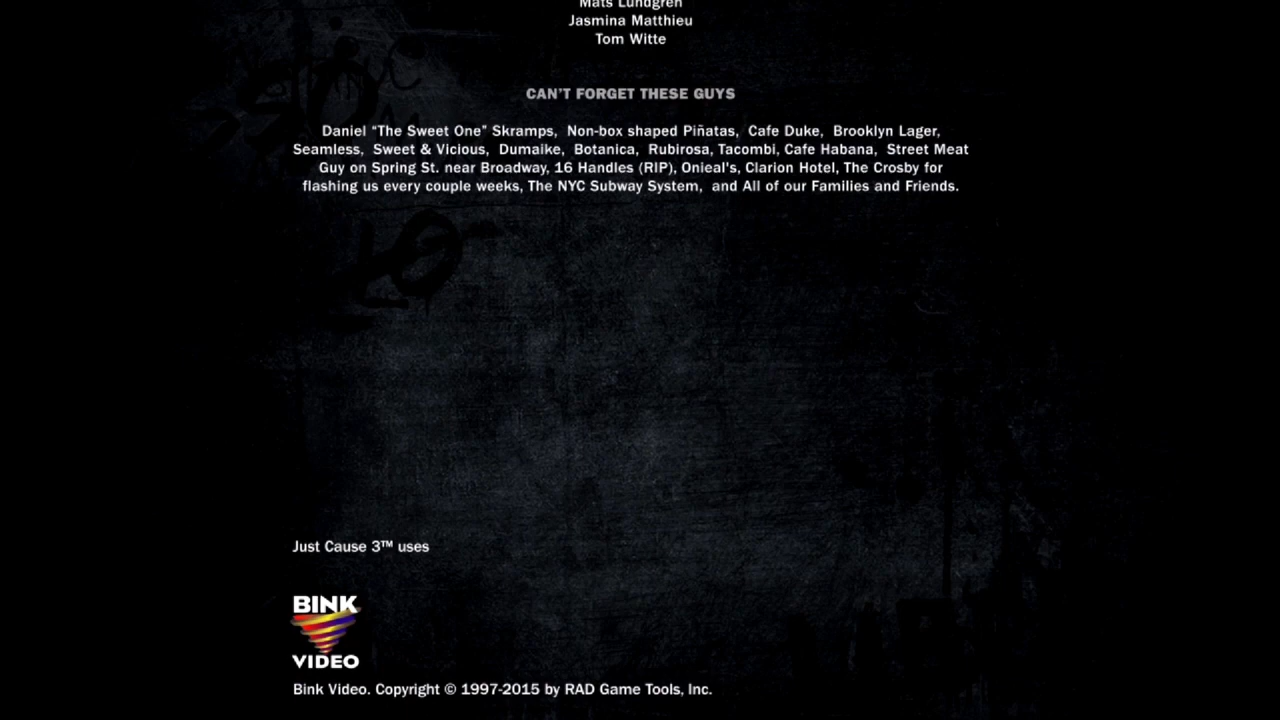 Mats Lundgren
Jasmina Matthieu
Tom Witte
CAN'T FORGET THESE GUYS
Daniel “The Sweet One” Skramps, Non-box shaped Piñatas, Cafe Duke, Brooklyn Lager,
Seamless, Sweet & Vicious, Dumaike, Botanica, Rubirosa, Tacombi, Cafe Habana, Street Meat
Guy on Spring St. near Broadway, 16 Handles (RIP), Onieal's, Clarion Hotel, The Crosby for
flashing us every couple weeks, The NYC Subway System, and All of our Families and Friends.
Just Cause 3™ uses
BINK
VIDEO
Bink Video. Copyright © 1997-2015 by RAD Game Tools, Inc.